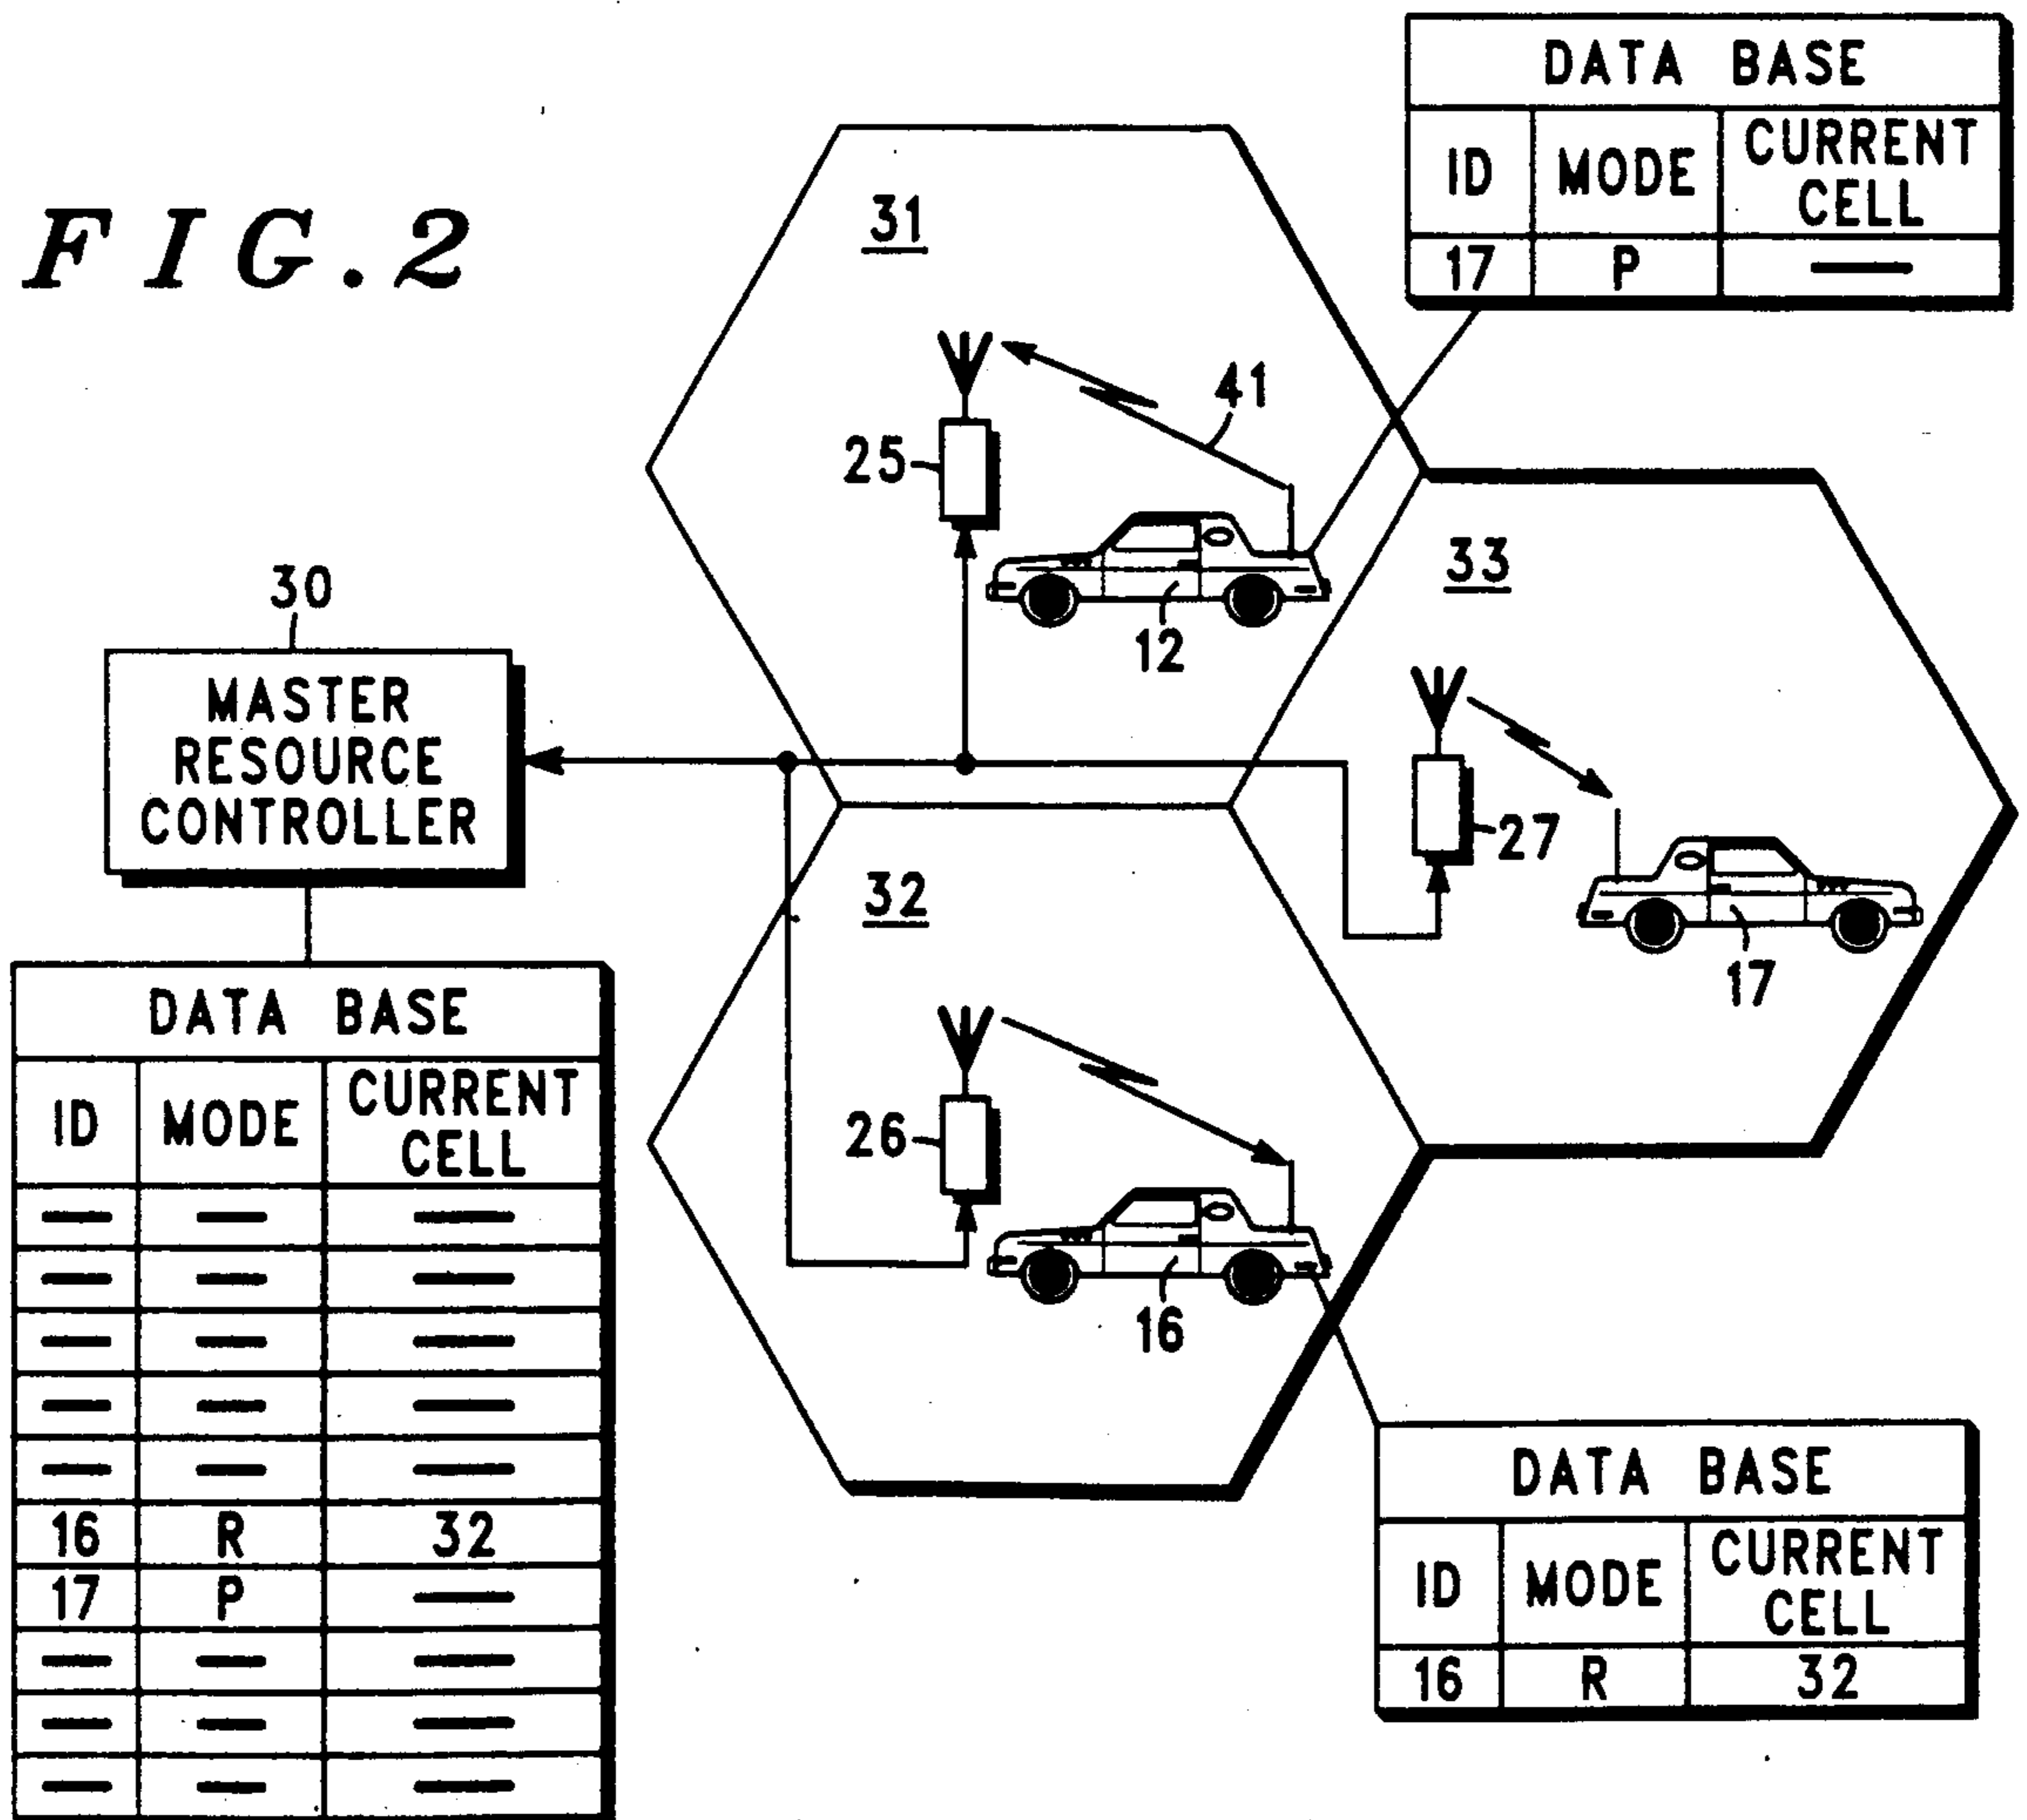 FIG.2
DATA BASE
ID MODE CURRENT CELL
17 P —
31
41
25
12
33
30
MASTER
RESOURCE
CONTROLLER
27
17
32
26
16
DATA BASE
ID MODE CURRENT CELL
— — —
— — —
— — —
— — —
— — —
16 R 32
17 P —
— — —
— — —
— — —
DATA BASE
ID MODE CURRENT CELL
16 R 32